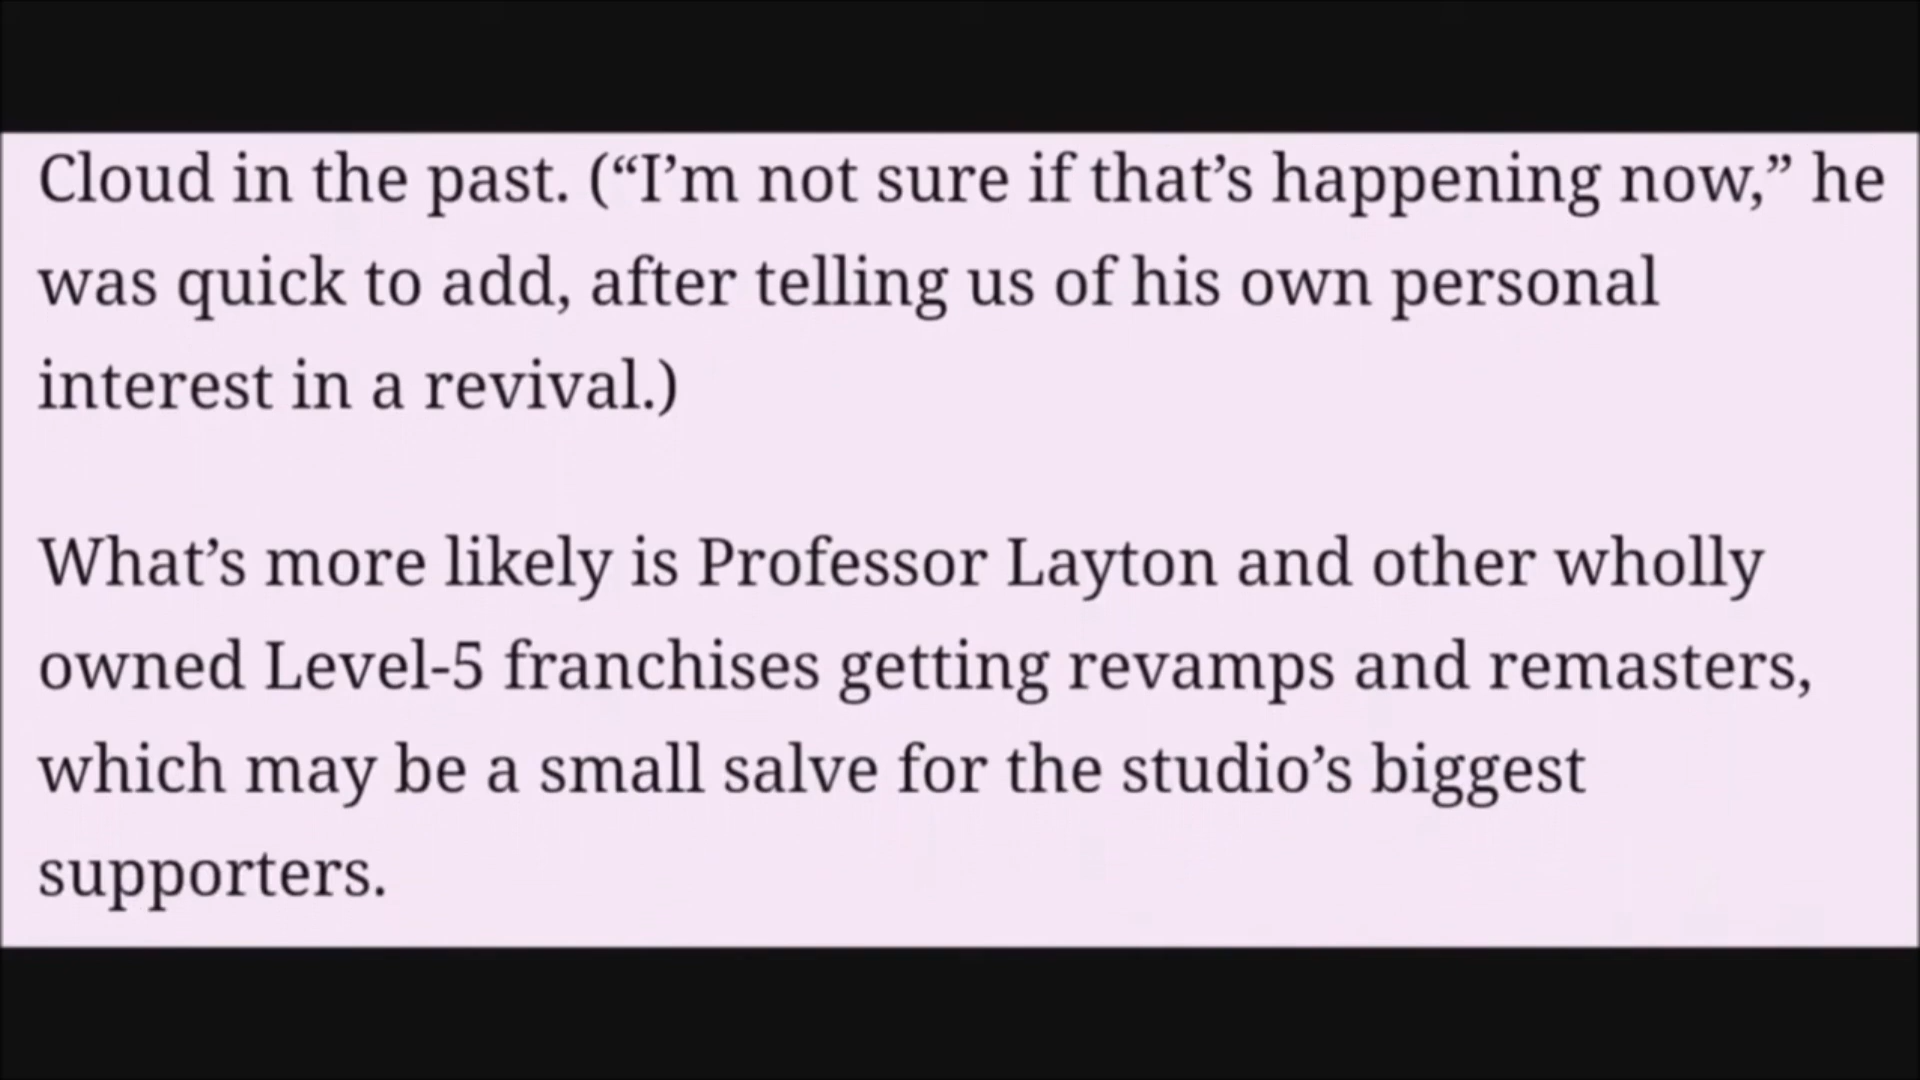 Cloud in the past. (“I’m not sure if that’s happening now,” he
was quick to add, after telling us of his own personal
interest in a revival.)
What’s more likely is Professor Layton and other wholly
owned Level-5 franchises getting revamps and remasters,
which may be a small salve for the studio’s biggest
supporters.